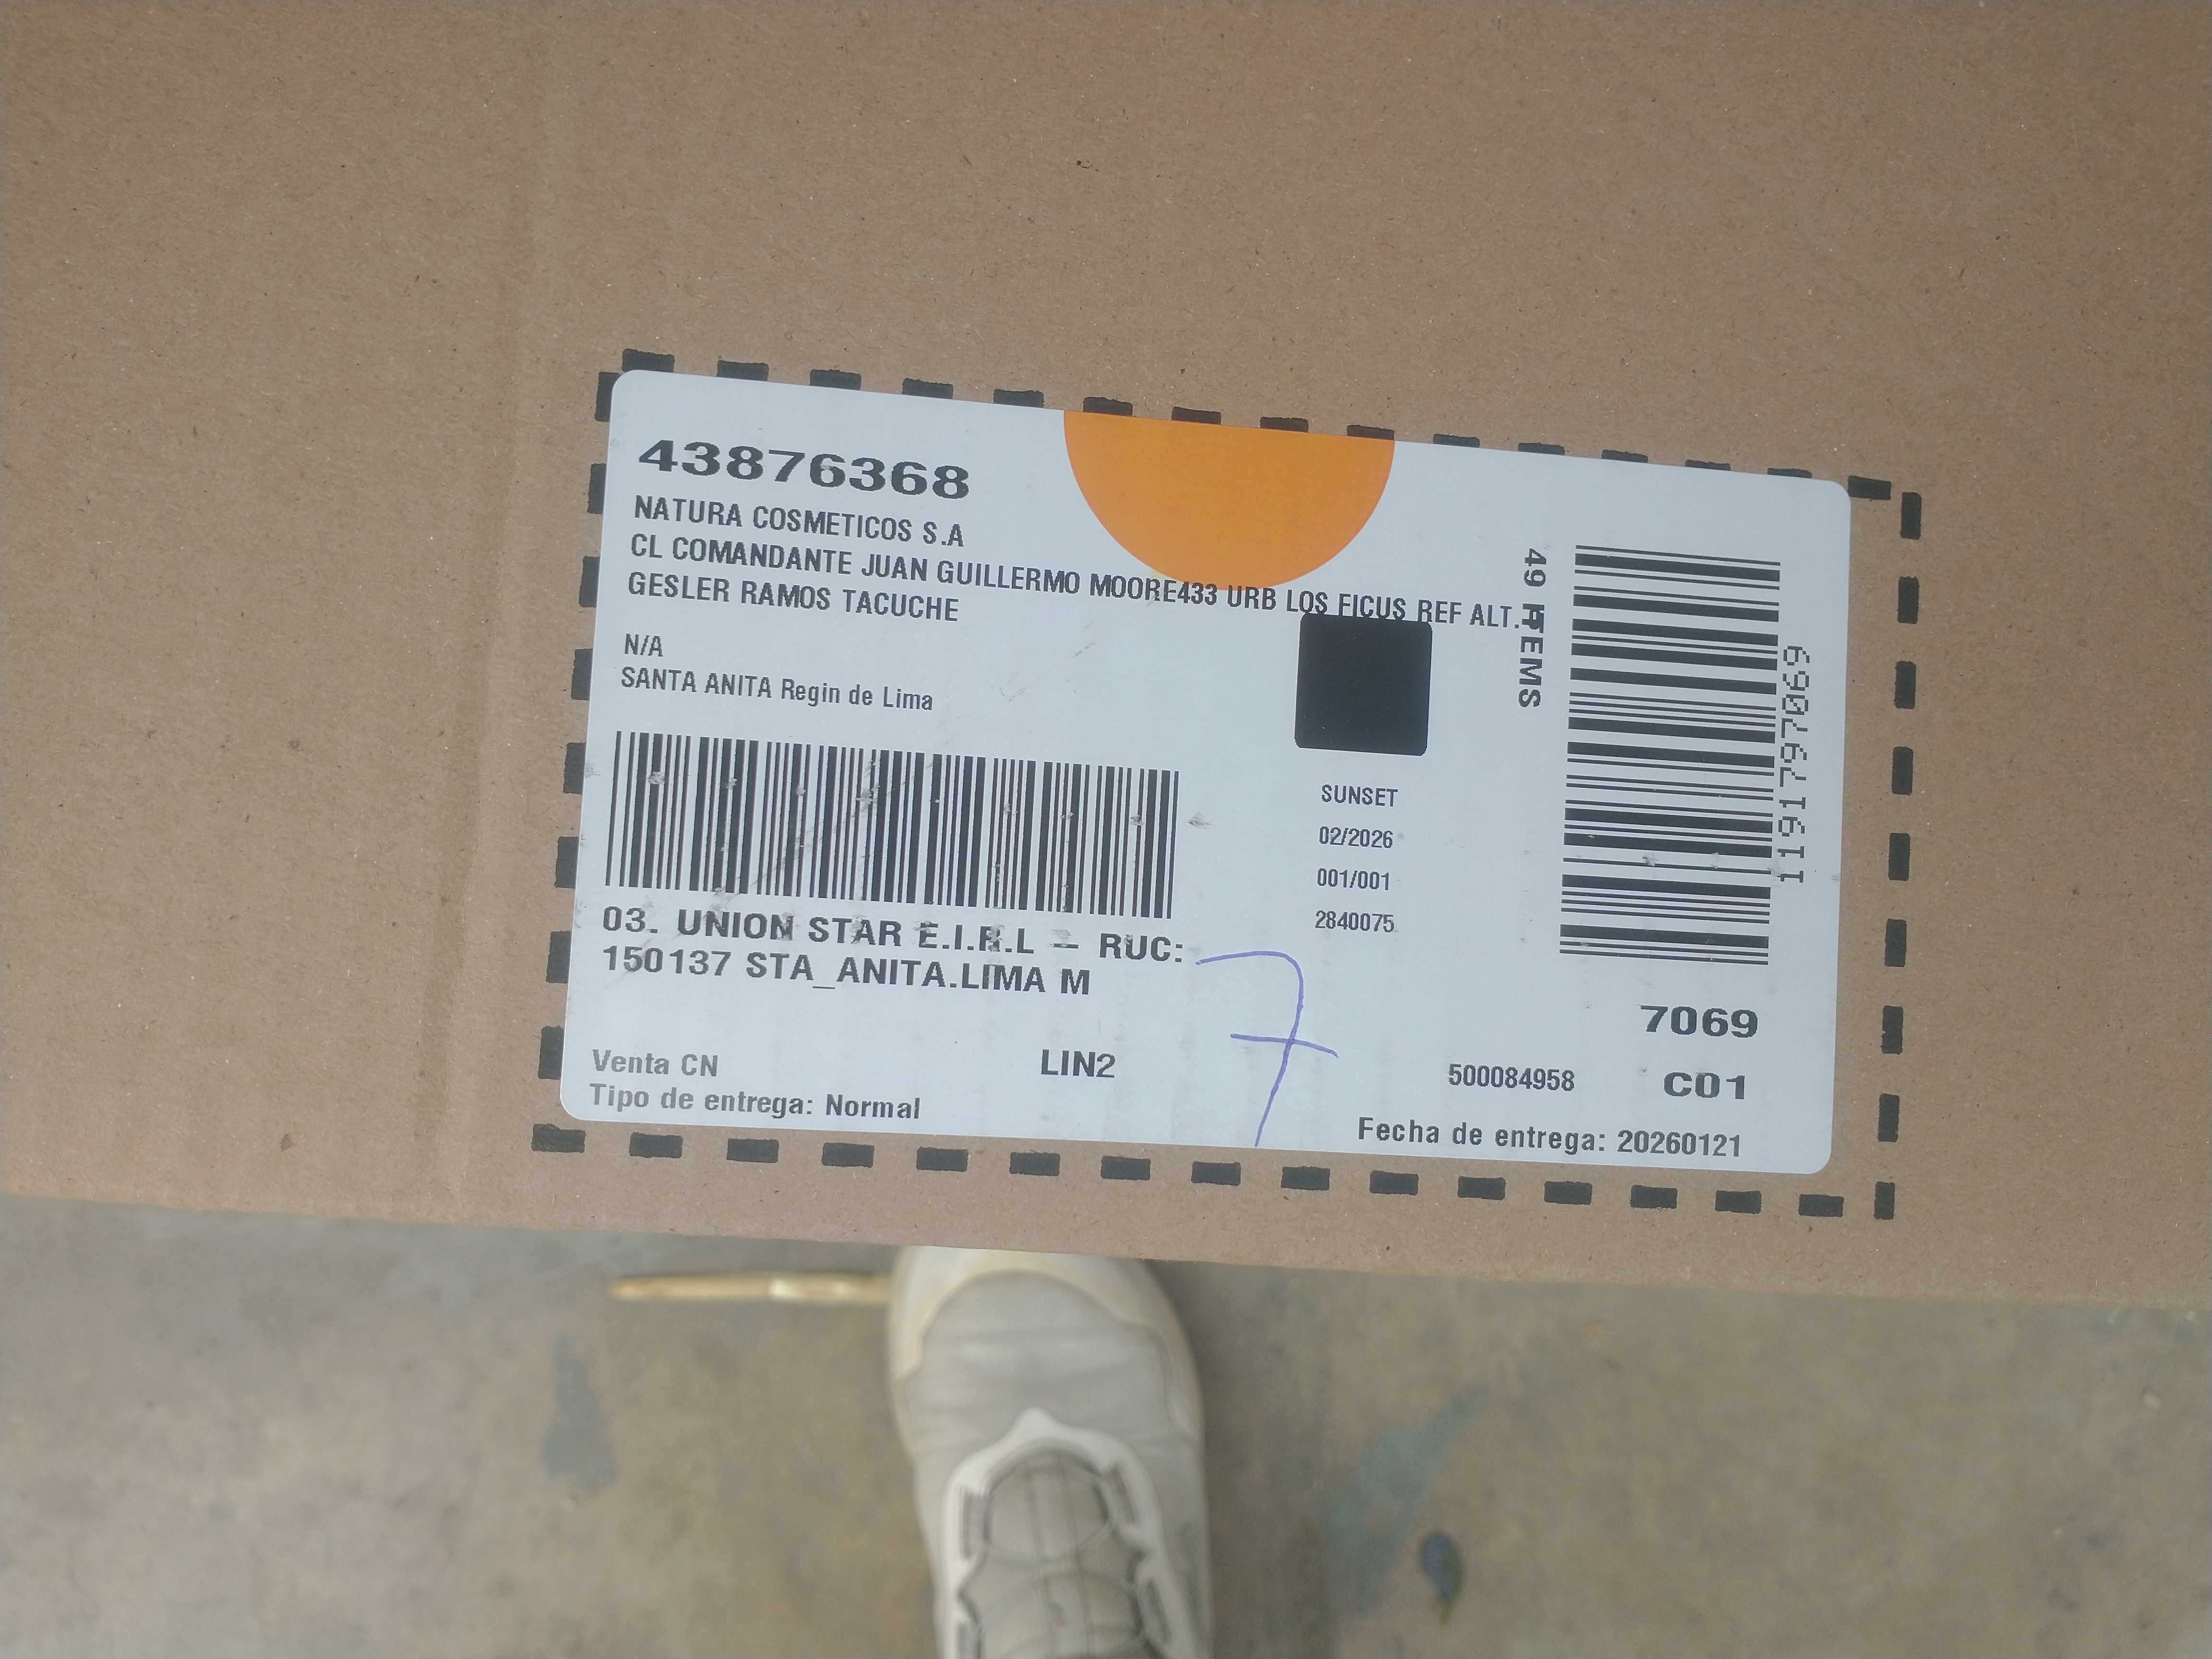 43876368
NATURA COSMETICOS S.A
CL COMANDANTE JUAN GUILLERMO MOORE433 URB LOS FICUS REF ALT.
GESLER RAMOS TACUCHE
N/A
SANTA ANITA Regin de Lima
49 ITEMS
1191797069
SUNSET
02/2026
001/001
2840075
03. UNION STAR E.I.R.L – RUC:
150137 STA_ANITA.LIMA M
7
7069
Venta CN
LIN2
500084958
C01
Tipo de entrega: Normal
Fecha de entrega: 20260121